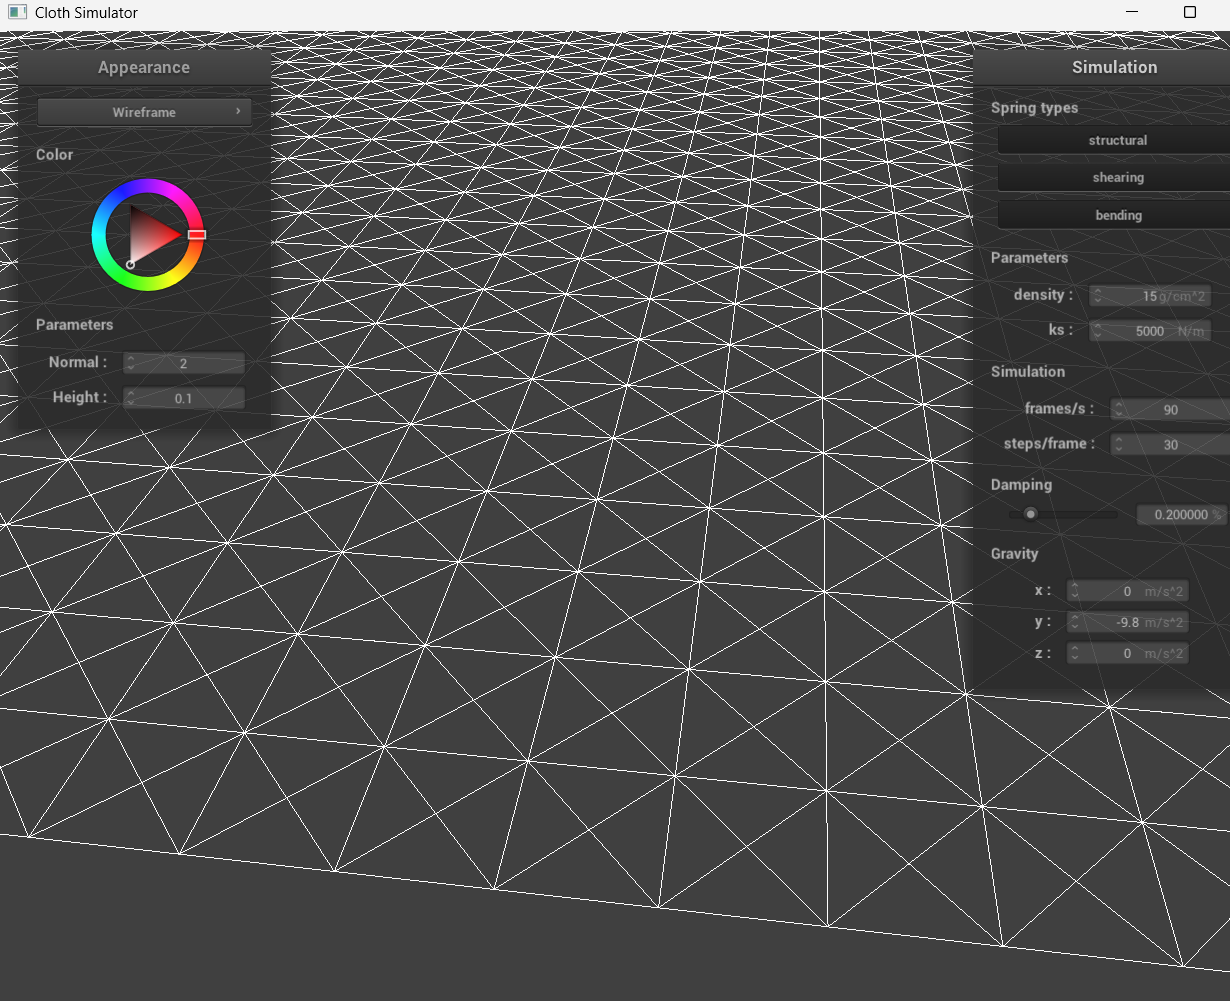 Cloth Simulator
Appearance
Wireframe
Color
Parameters
Normal : 2
Height : 0.1
Simulation
Spring types
structural
shearing
bending
Parameters
density : 15 g/cm^2
ks : 5000 N/m
Simulation
frames/s : 90
steps/frame : 30
Damping
0.200000 %
Gravity
x : 0 m/s^2
y : -9.8 m/s^2
z : 0 m/s^2